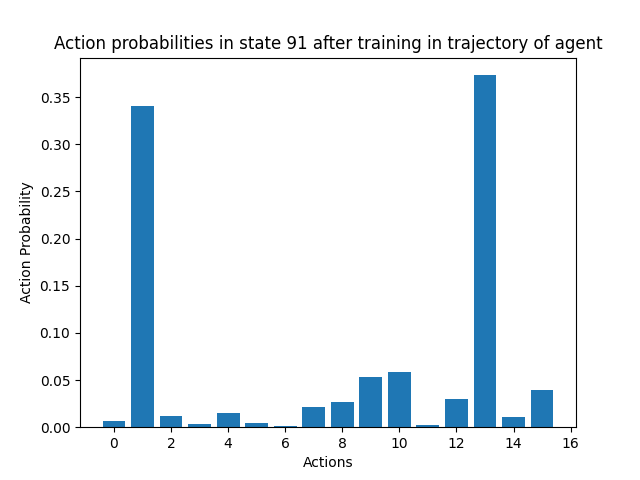 Action probabilities in state 91 after training in trajectory of agent
0.35
0.30
0.25
0.20
0.15
0.10
0.05
0.00
Action Probability
0 2 4 6 8 10 12 14 16
Actions